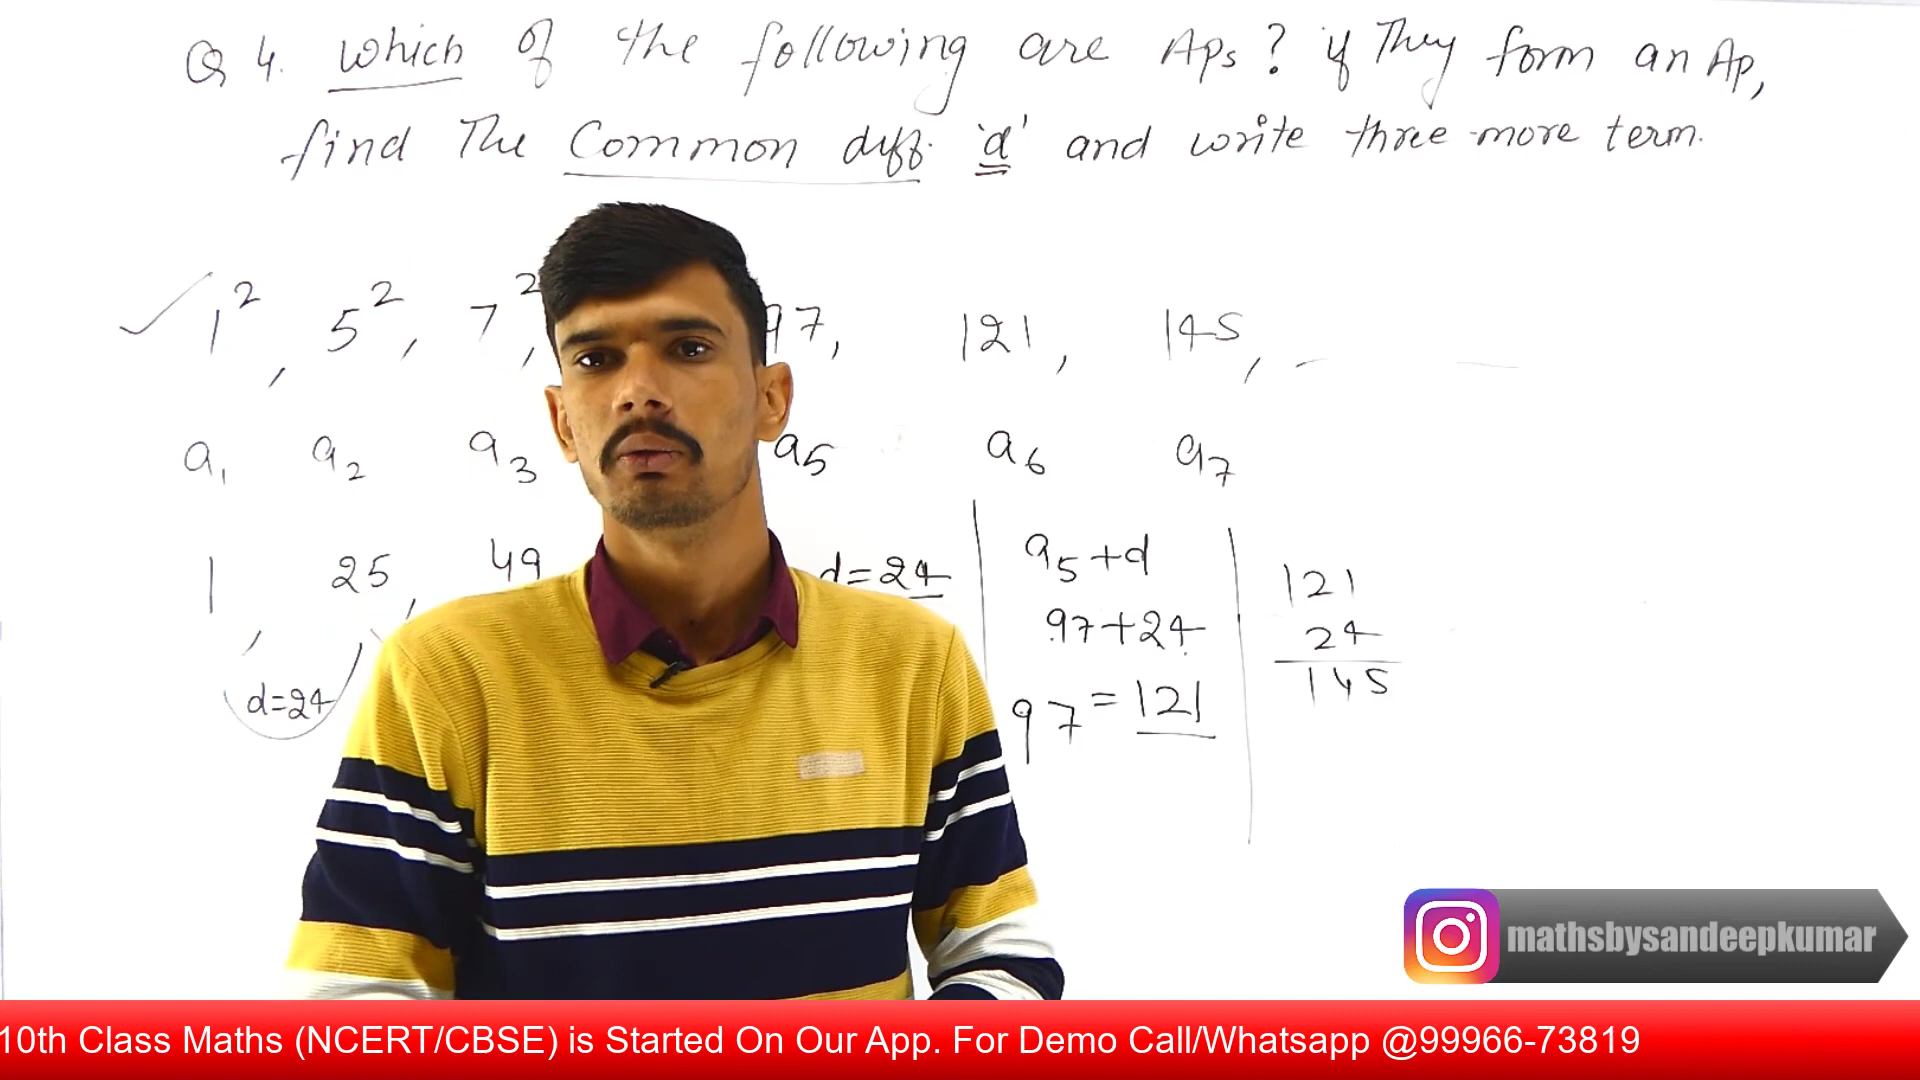 Q 4. Which of the following are APs ? if They form an AP,
find The Common diff. 'd' and write three more term.
1², 5², 7², 97, 121, 145, -
a₁ a₂ a₃ a₅ a₆ a₇
1, 25, 49 d=24
d=24
a₅+d
97+24
97 = 121
121
24
145
mathsbysandeepkumar
10th Class Maths (NCERT/CBSE) is Started On Our App. For Demo Call/Whatsapp @99966-73819